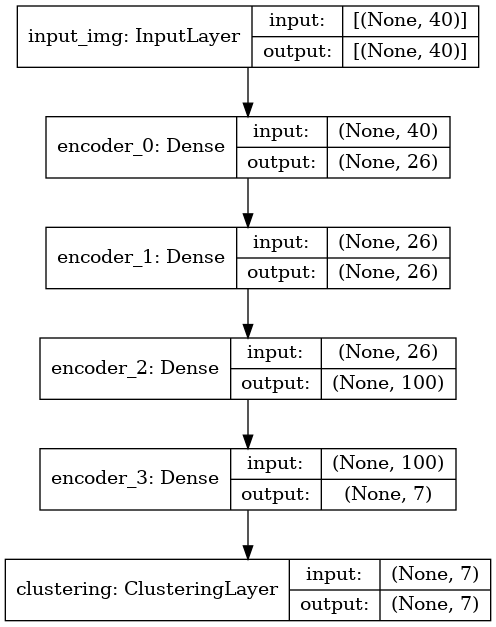 input_img: InputLayer
input:
[(None, 40)]
output:
[(None, 40)]
encoder_0: Dense
input:
(None, 40)
output:
(None, 26)
encoder_1: Dense
input:
(None, 26)
output:
(None, 26)
encoder_2: Dense
input:
(None, 26)
output:
(None, 100)
encoder_3: Dense
input:
(None, 100)
output:
(None, 7)
clustering: ClusteringLayer
input:
(None, 7)
output:
(None, 7)